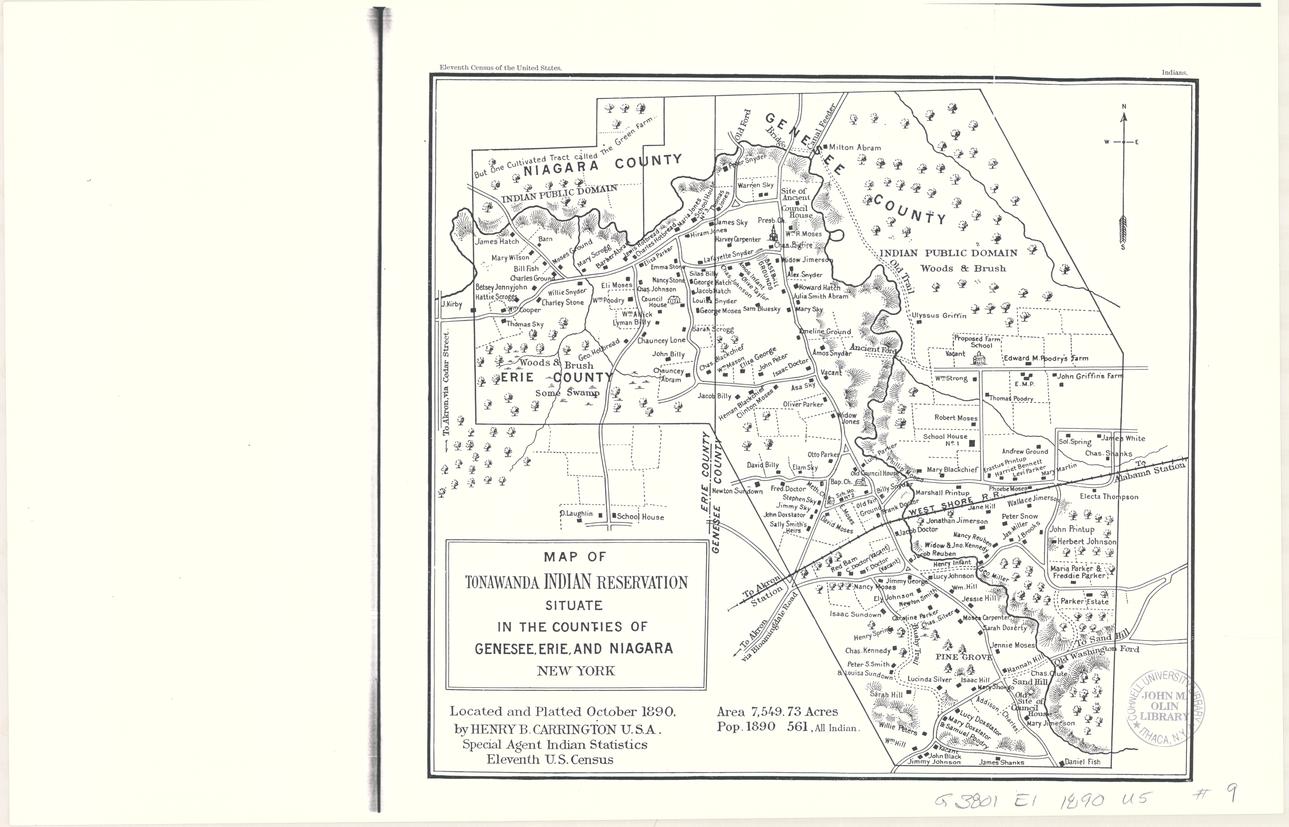 Eleventh Census of the United States.
Indians.
But One Cultivated Tract called The Green Farm.
NIAGARA COUNTY
INDIAN PUBLIC DOMAIN
GENESEE
COUNTY
Old Ford
Bridge
Canal Feeder
Milton Abram
N
W
E
S
Warren Sky
Site of
Ancient
Council
House
James Sky
Presb. Ch.
Hiram Jones
Harvey Carpenter
Wm H. Moses
Chas. Bigfire
Lafayette Snyder
Widow Jimerson
James Hatch
Barn
Moses Ground
Mary Scrogg
Mary Wilson
Bill Fish
Charles Ground
Betsey Jonnyjohn
Hattie Scroggs
J. Kirby
Wm Cooper
Thomas Sky
Willie Snyder
Charley Stone
Eliza Parker
Emma Stone
Nancy Stone
Silas Billy
George Hatch
Jacob Hatch
Eli Moses
Chas. Johnson
Wm Poodry
Council
House
Louisa Snyder
George Moses
Sam Bluesky
Alex Snyder
Howard Hatch
Julia Smith Abram
Mary Sky
BASE BALL
GROUNDS
Lyman Billy
Sarah Scrogg
Emeline Ground
Chauncey Lone
Geo. Hotbread
John Billy
Chauncey
Abram
Chas. Blackchief
Wm Mason
Eliza George
John Peter
Isaac Doctor
Amos Snyder
Ancient Fort
Vacant
Asa Sky
Jacob Billy
Heman Blackchief
Clinton Moses
Oliver Parker
Widow
Jones
Woods & Brush
ERIE COUNTY
Some Swamp
To Akron, via Cedar Street.
INDIAN PUBLIC DOMAIN
Woods & Brush
Old Trail
Ulyssus Griffin
Proposed Farm
School
Vacant
Edward M. Poodrys Farm
Wm Strong
E.M.P.
John Griffins Farm
Thomas Poodry
Robert Moses
School House
No. 1
Sol. Spring
James White
Andrew Ground
Chas. Shanks
Erastus Printup
Harriet Bennett
Levi Parker
Mary Martin
To
Alabama Station
Otto Parker
David Billy
Elam Sky
Old Council House
Mary Blackchief
Newton Sundown
Fred. Doctor
Meth. Ch.
Bap. Ch.
Billy Snyder
Stephen Sky
Jimmy Sky
John Doxstator
Sally Smith's
Heirs
David Moses
Old Fair
Ground
Frank Doctor
Marshall Printup
Phoebe Moses
Electa Thompson
WEST SHORE R.R.
Jane Hill
Wallace Jimerson
Jonathan Jimerson
Peter Snow
Jas. Miller
J. Brooks
John Printup
Herbert Johnson
Jacob Doctor
Nancy Reuben
Widow & Jno. Kennedy
Jacob Reuben
Henry Infant
Geo. Miller
Maria Parker &
Freddie Parker
Parker Estate
ERIE COUNTY
GENESEE COUNTY
O. Laughlin
School House
Red Barn
C. Doctor (Vacant)
F. Doctor
(Vacant)
Jimmy George
Lucy Johnson
Nancy Moses
Wm. Hill
Ely Johnson
Newton Smith
Jessie Hill
Isaac Sundown
Caroline Parker
Chas. Silver
Moses Carpenter
Sarah Doxerty
Henry Spring
Chas. Kennedy
Jennie Moses
PINE GROVE
Peter S. Smith
& Louisa Sundown
Hannah Hill
Lucinda Silver
Isaac Hill
Mary Shongo
Sarah Hill
Sand Hill
Chas. Clute
Old
Site of
Council
House
Addison Charles
Mary Jimerson
Lucy Doxstator
Mary Doxstator
Samuel Poodry
Willie Peters
Wm Hill
Vacant
John Black
Jimmy Johnson
James Shanks
Daniel Fish
To Sand Hill
Old Washington Ford
To Akron
Station
To Akron
via Bloomingdale Road
MAP OF
TONAWANDA INDIAN RESERVATION
SITUATE
IN THE COUNTIES OF
GENESEE, ERIE, AND NIAGARA
NEW YORK
Located and Platted October 1890.
by HENRY B. CARRINGTON U.S.A.
Special Agent Indian Statistics
Eleventh U.S. Census
Area 7,549.73 Acres
Pop. 1890 561, All Indian.
CORNELL UNIVERSITY LIBRARY
JOHN M.
OLIN
LIBRARY
ITHACA, N.Y.
G 3801 E1 1890 U5 # 9